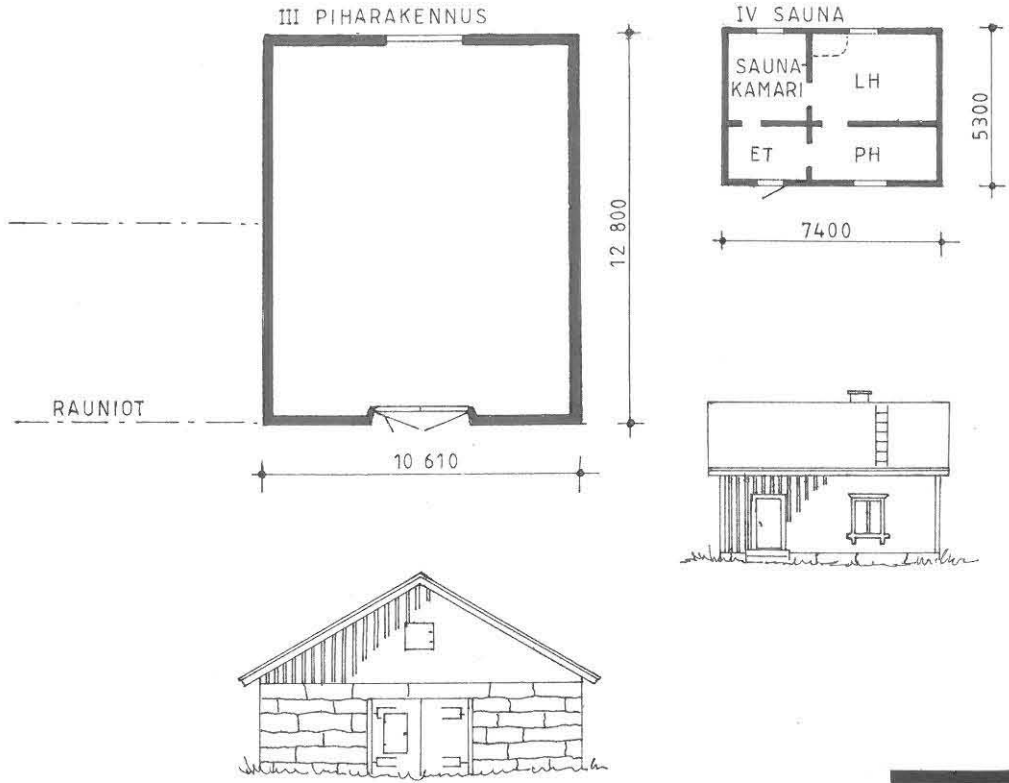 III PIHARAKENNUS
IV SAUNA
SAUNA-
KAMARI
LH
ET
PH
5300
7400
12 800
RAUNIOT
10 610